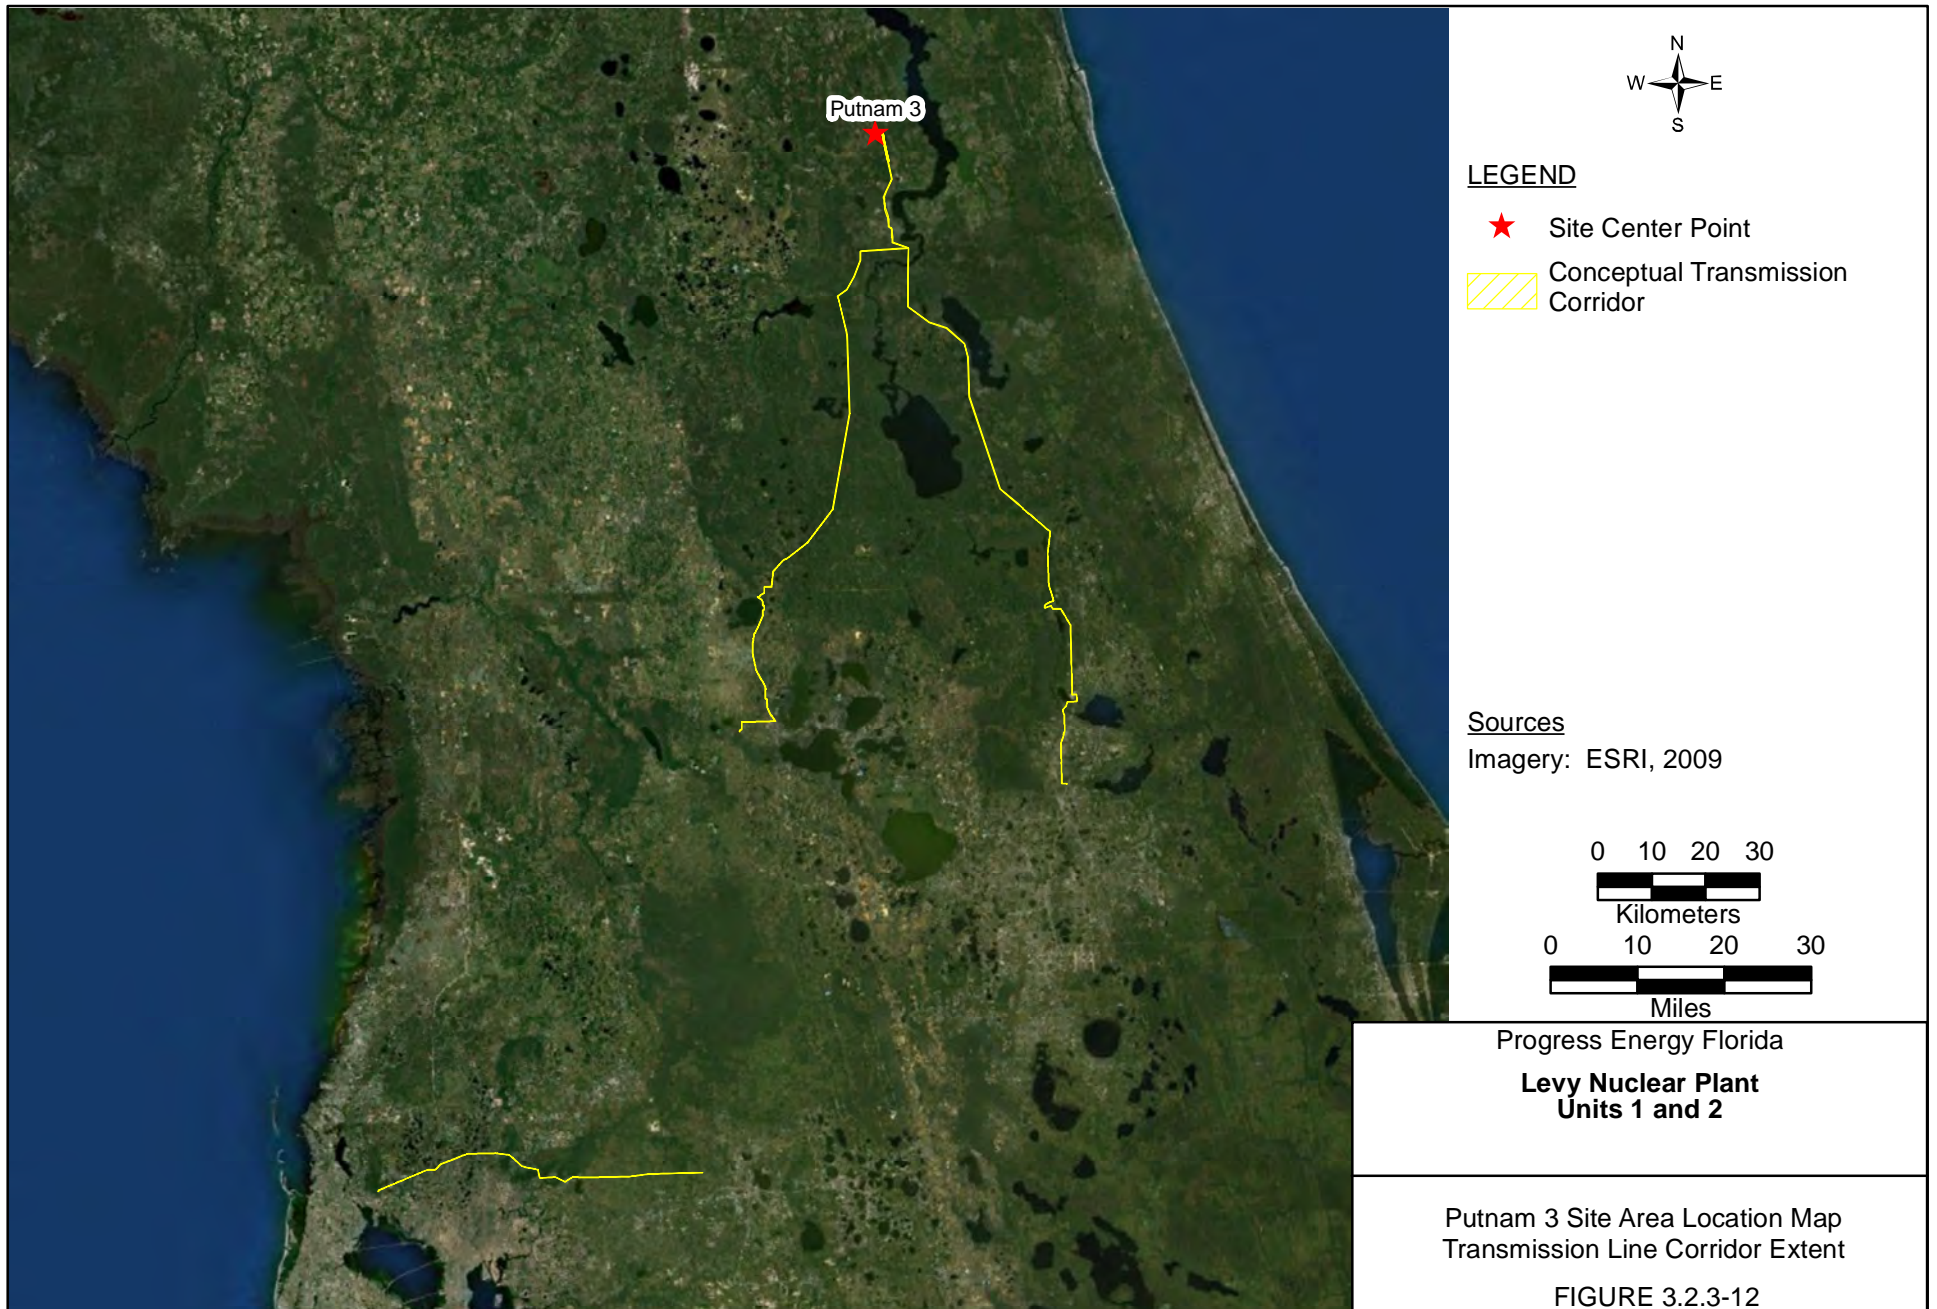 Putnam 3
N
W E
S
LEGEND
Site Center Point
Conceptual Transmission
Corridor
Sources
Imagery: ESRI, 2009
0 10 20 30
Kilometers
0 10 20 30
Miles
Progress Energy Florida
Levy Nuclear Plant
Units 1 and 2
Putnam 3 Site Area Location Map
Transmission Line Corridor Extent
FIGURE 3.2.3-12